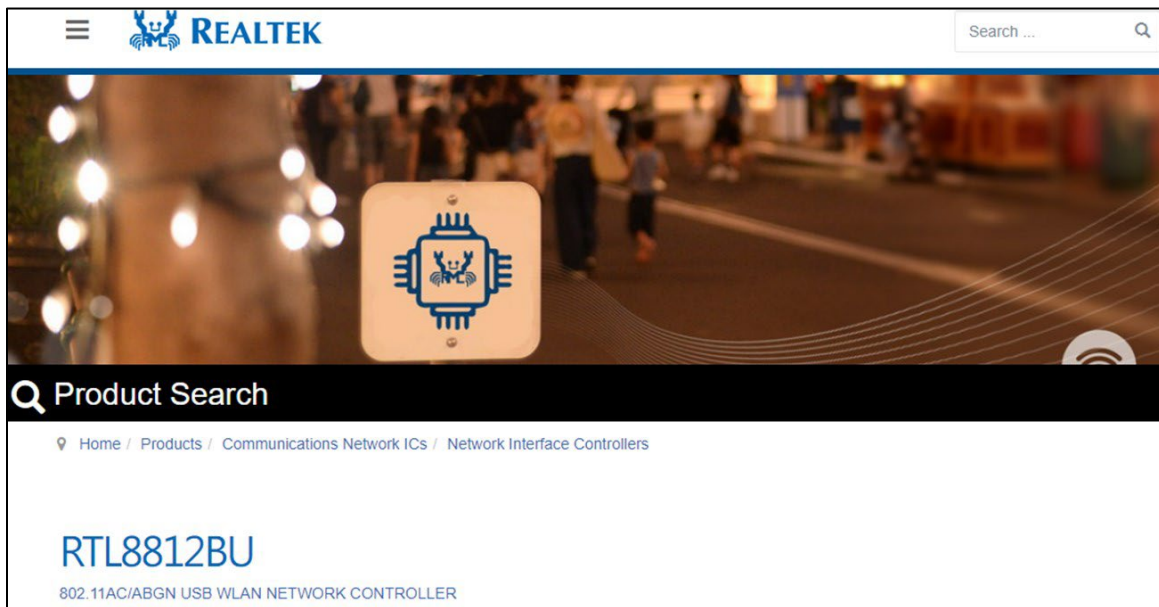 REALTEK
Search ...
Product Search
Home / Products / Communications Network ICs / Network Interface Controllers
RTL8812BU
802.11AC/ABGN USB WLAN NETWORK CONTROLLER